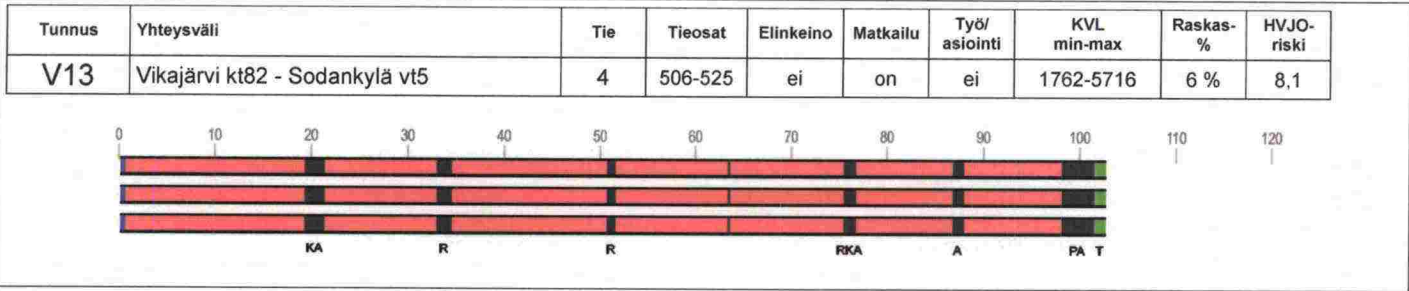 Tunnus Yhteysväli Tie Tieosat Elinkeino Matkailu Työ/ asiointi KVL min-max Raskas- % HVJO- riski
V13 Vikajärvi kt82 - Sodankylä vt5 4 506-525 ei on ei 1762-5716 6 % 8,1
0 10 20 30 40 50 60 70 80 90 100 110 120
KA R R RKA A PA T